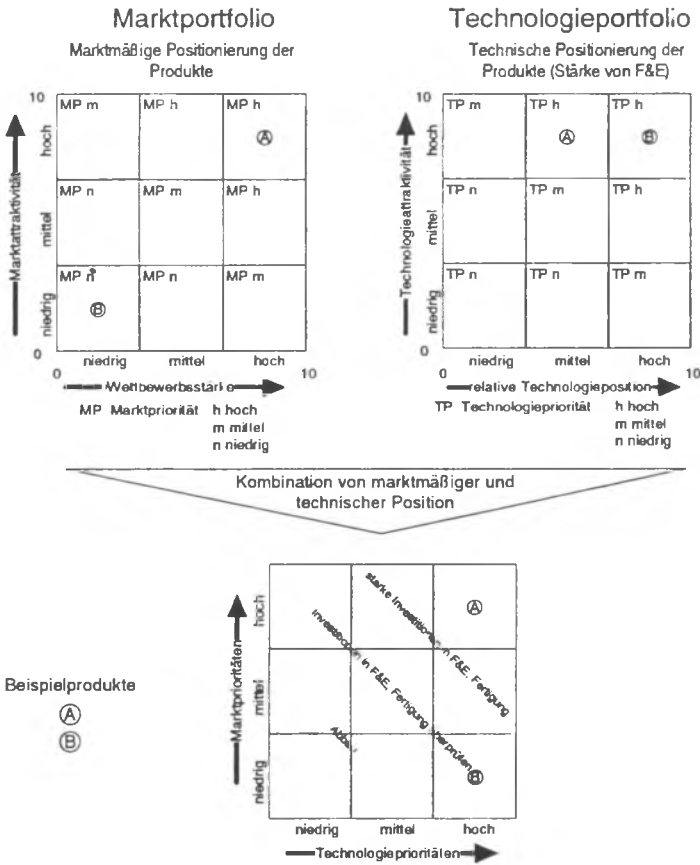 Marktportfolio
Marktmäßige Positionierung der
Produkte
10
MP m
MP h
MP h
A
MP n
MP m
MP h
MP n
MP n
MP m
B
hoch
mittel
niedrig
Marktattraktivität
0
niedrig
mittel
hoch
0
10
Wettbewerbsstärke
MP Marktpriorität
h hoch
m mittel
n niedrig
Technologieportfolio
Technische Positionierung der
Produkte (Stärke von F&E)
10
TP m
TP h
TP h
A
B
TP n
TP m
TP h
TP n
TP n
TP m
hoch
mittel
niedrig
Technologieattraktivität
0
niedrig
mittel
hoch
0
10
relative Technologieposition
TP Technologiepriorität
h hoch
m mittel
n niedrig
Kombination von marktmäßiger und
technischer Position
Beispielprodukte
A
B
hoch
mittel
niedrig
Marktprioritäten
starke Investitionen in F&E, Fertigung
A
Investitionen in F&E, Fertigung überprüfen
B
niedrig
mittel
hoch
Technologieprioritäten